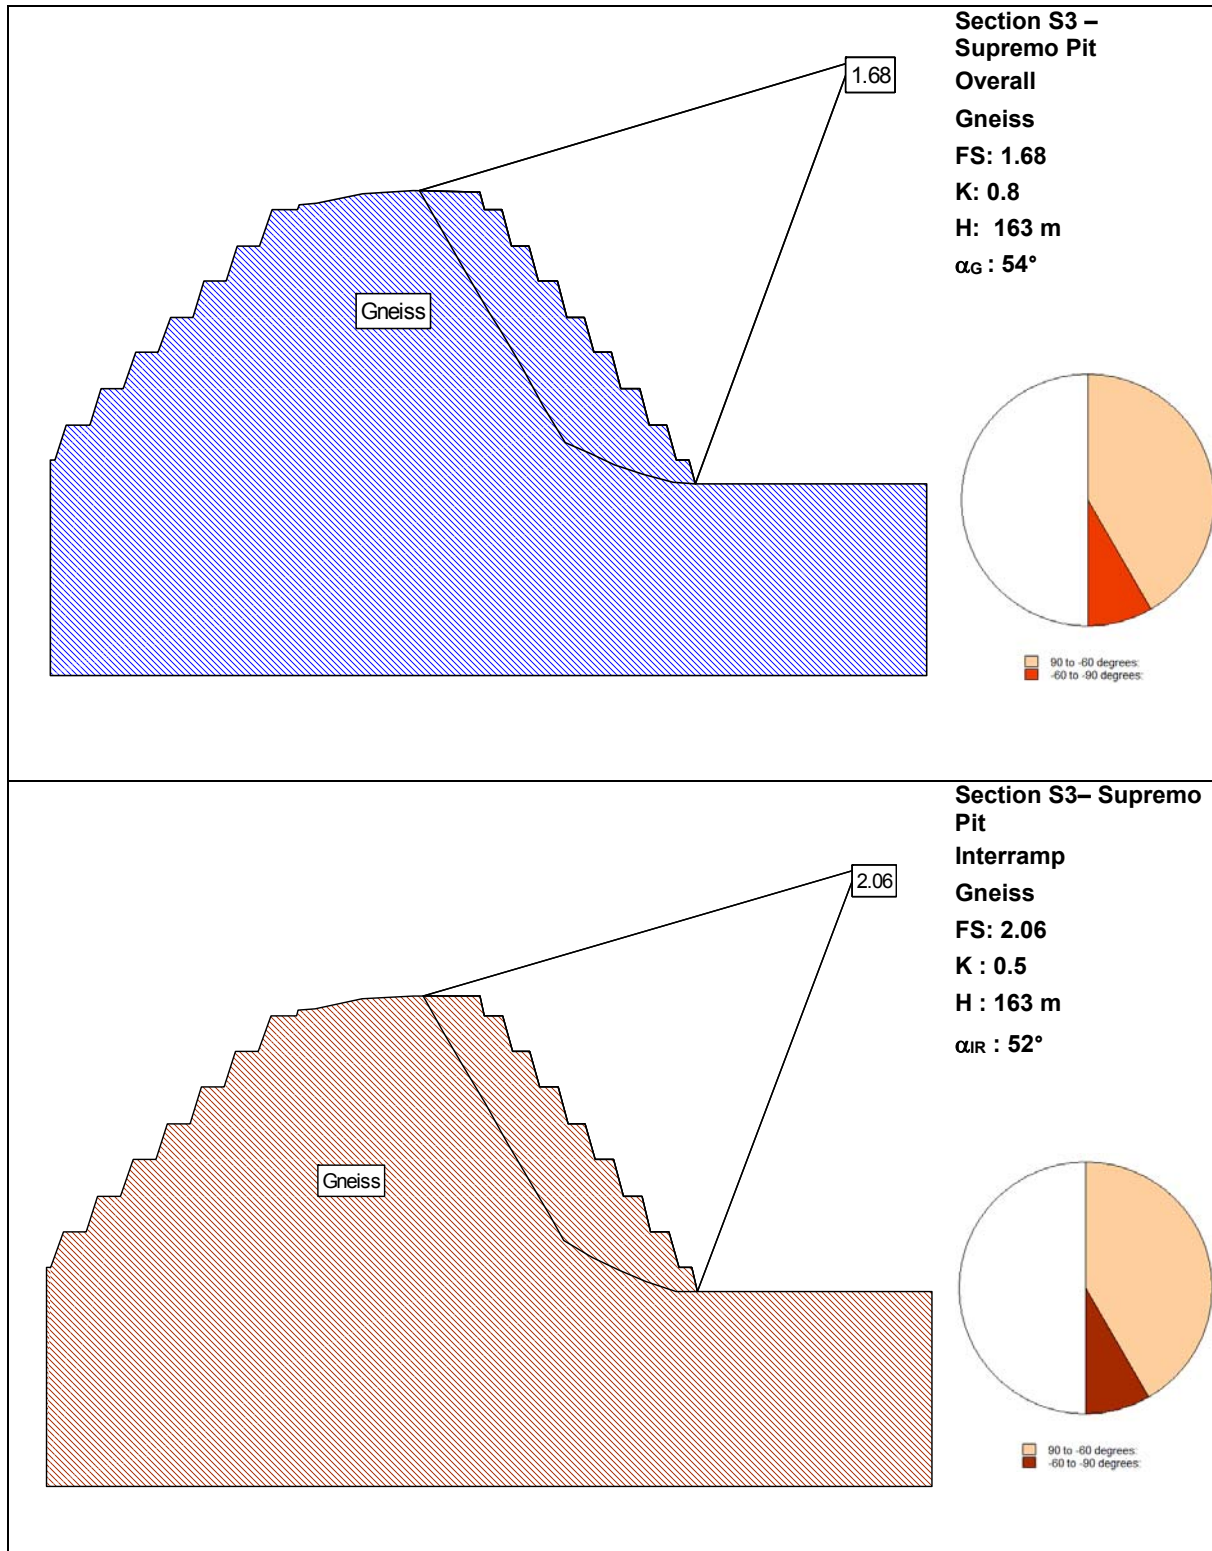 Section S3 –
Supremo Pit
Overall
Gneiss
FS: 1.68
K: 0.8
H: 163 m
αG : 54°
1.68
Gneiss
90 to -60 degrees:
-60 to -90 degrees:
Section S3– Supremo
Pit
Interramp
Gneiss
FS: 2.06
K : 0.5
H : 163 m
αIR : 52°
2.06
Gneiss
90 to -60 degrees:
-60 to -90 degrees: